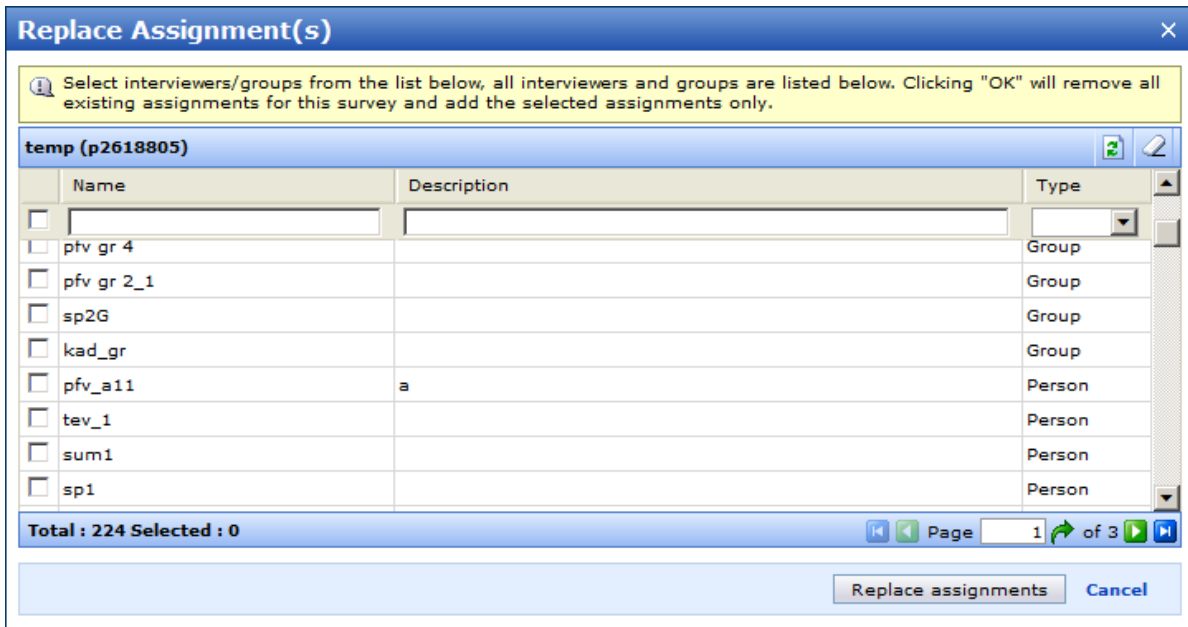 Replace Assignment(s)
Select interviewers/groups from the list below, all interviewers and groups are listed below. Clicking "OK" will remove all
existing assignments for this survey and add the selected assignments only.
temp (p2618805)
Name Description Type
pfv gr 4 Group
pfv gr 2_1 Group
sp2G Group
kad_gr Group
pfv_a11 a Person
tev_1 Person
sum1 Person
sp1 Person
Total : 224 Selected : 0 Page 1 of 3
Replace assignments Cancel